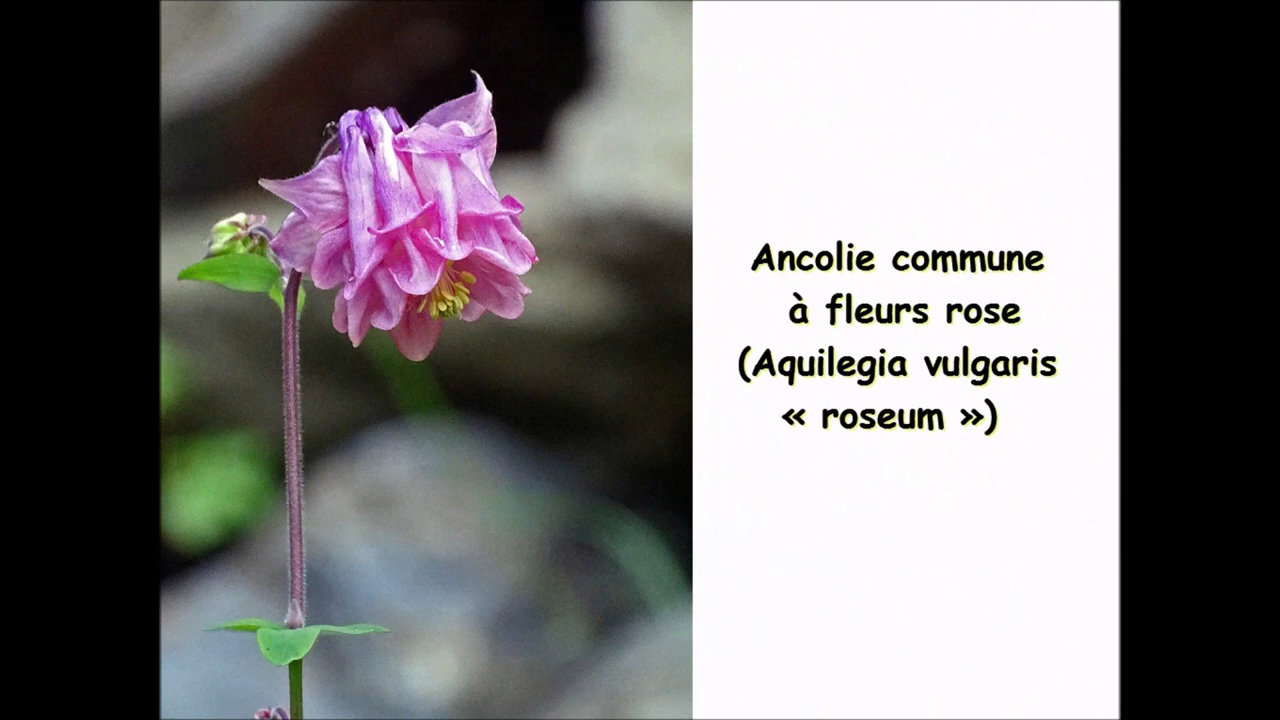 Ancolie commune
à fleurs rose
(Aquilegia vulgaris
« roseum »)